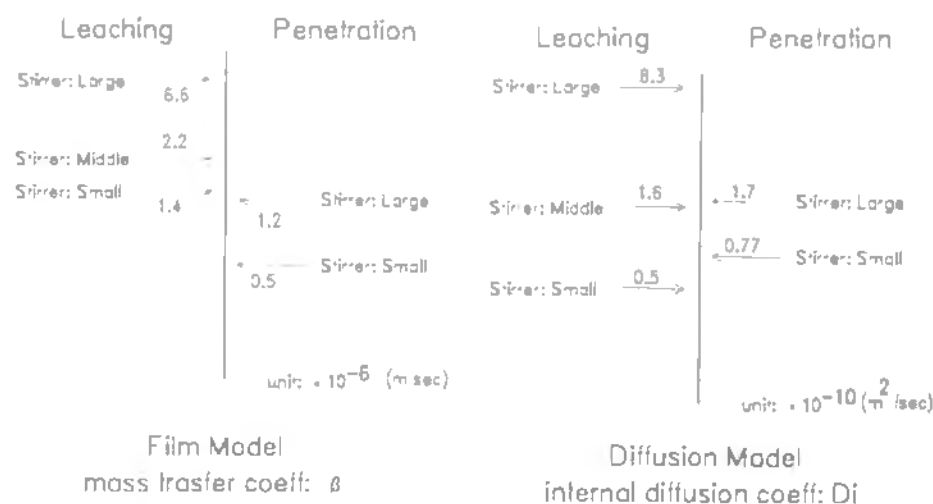 Leaching Penetration
Stirrer: Large
6.6
2.2
Stirrer: Middle
Stirrer: Small
1.4
Stirrer: Large
1.2
Stirrer: Small
0.5
unit: × 10-6 (m sec)
Film Model
mass trasfer coeff: β
Leaching Penetration
8.3
Stirrer: Large
1.6
Stirrer: Middle
1.7
Stirrer: Large
0.77
Stirrer: Small
0.5
Stirrer: Small
unit: × 10-10 (m2/sec)
Diffusion Model
internal diffusion coeff: Di